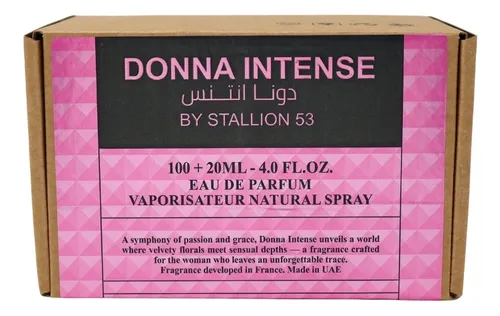 DONNA INTENSE
دونا انتنس
BY STALLION 53
100 + 20ML - 4.0 FL.OZ.
EAU DE PARFUM
VAPORISATEUR NATURAL SPRAY
A symphony of passion and grace, Donna Intense unveils a world
where velvety florals meet sensual depths — a fragrance crafted
for the woman who leaves an unforgettable trace.
Fragrance developed in France. Made in UAE